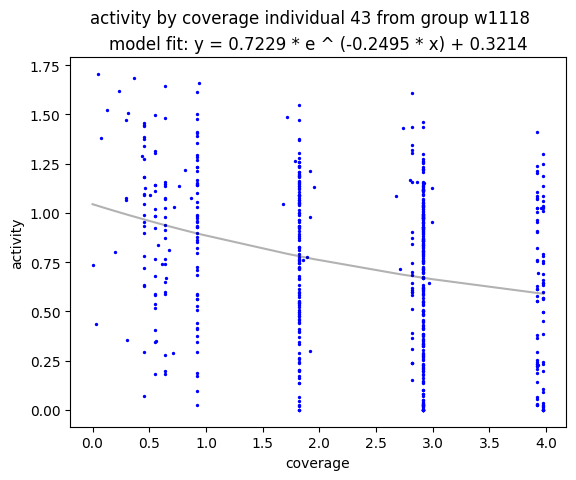 activity by coverage individual 43 from group w1118
model fit: y = 0.7229 * e ^ (-0.2495 * x) + 0.3214
1.75
1.50
1.25
1.00
0.75
0.50
0.25
0.00
activity
0.0 0.5 1.0 1.5 2.0 2.5 3.0 3.5 4.0
coverage